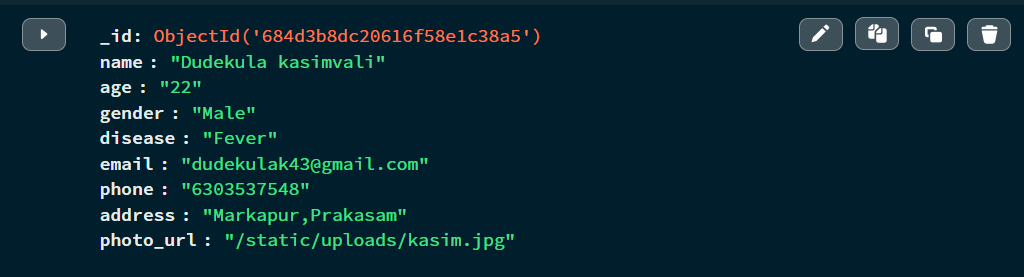 _id: ObjectId('684d3b8dc20616f58e1c38a5')
name : "Dudekula kasimvali"
age : "22"
gender : "Male"
disease : "Fever"
email : "dudekulak43@gmail.com"
phone : "6303537548"
address : "Markapur,Prakasam"
photo_url : "/static/uploads/kasim.jpg"